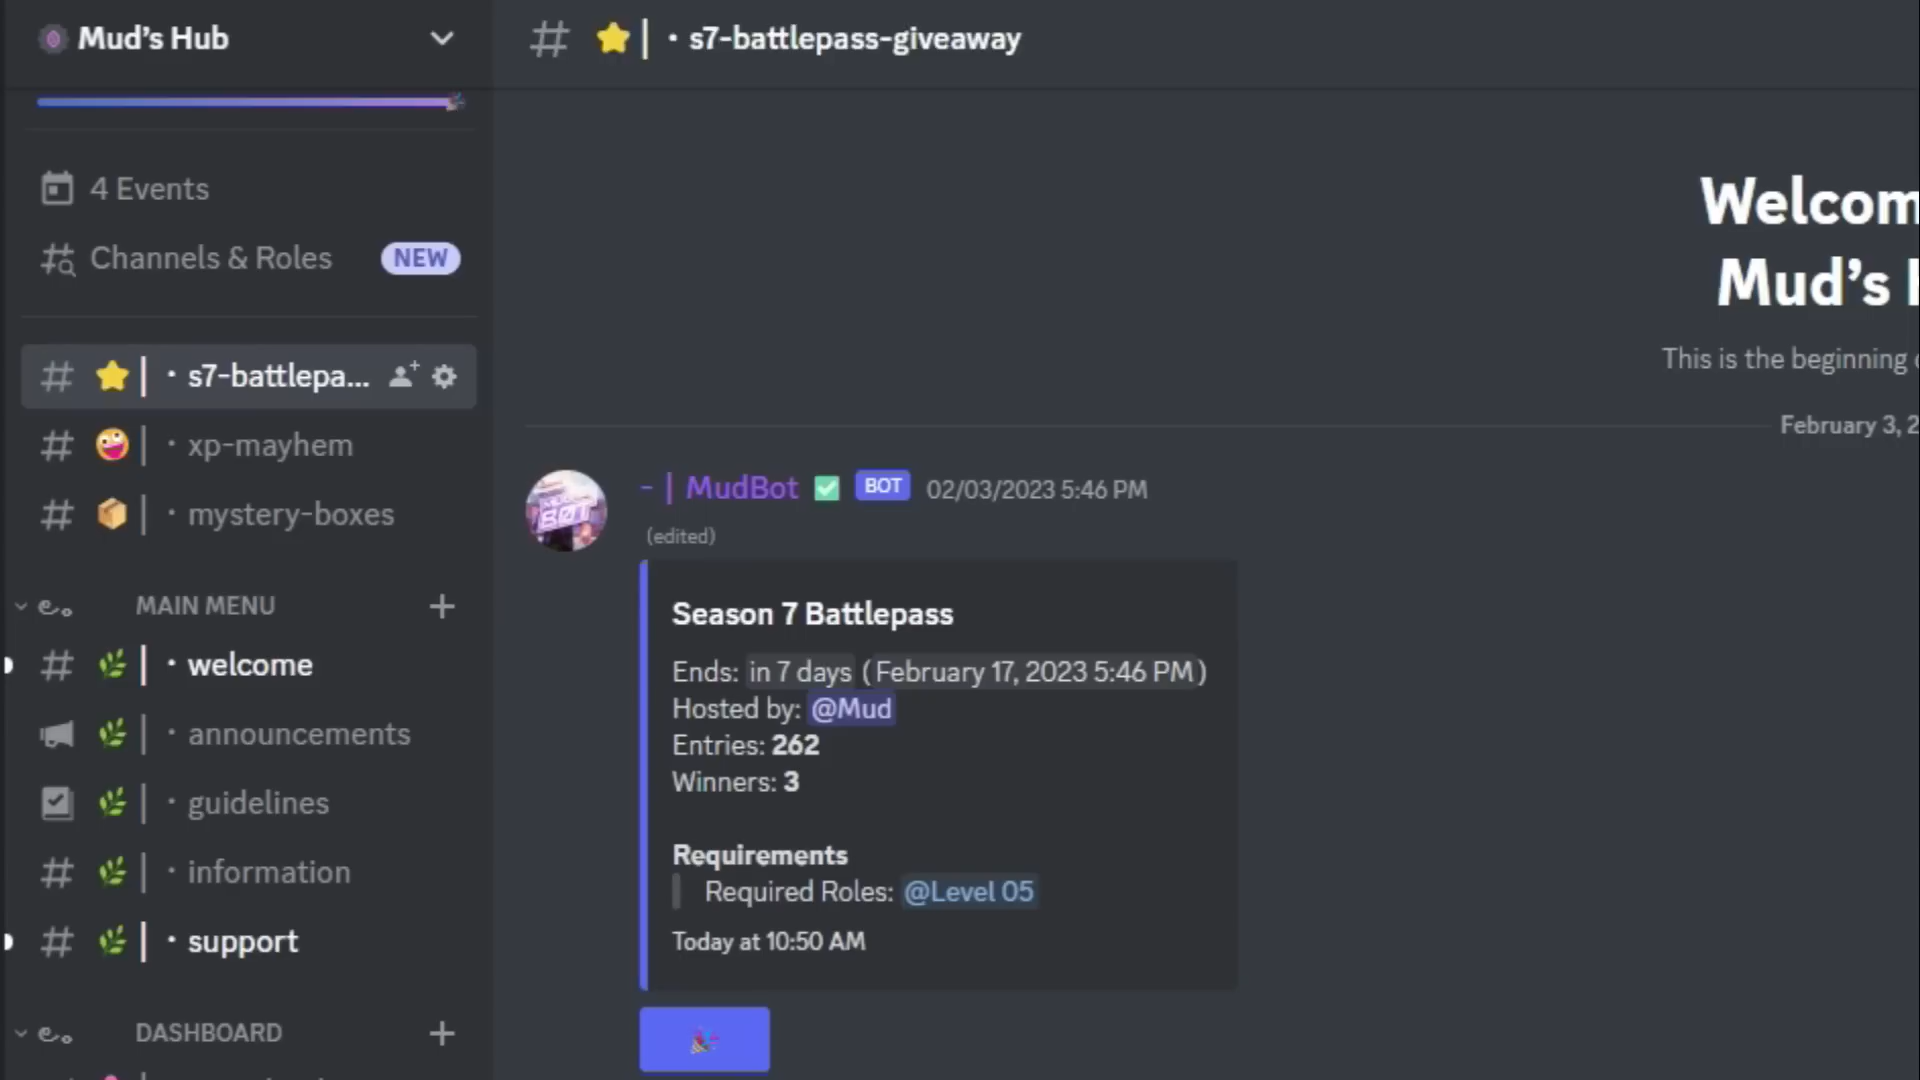 Mud’s Hub
4 Events
Channels & Roles NEW
s7-battlepa...
xp-mayhem
mystery-boxes
MAIN MENU
welcome
announcements
guidelines
information
support
DASHBOARD
s7-battlepass-giveaway
Welcom
Mud’s
This is the beginning
February 3, 2
- | MudBot BOT 02/03/2023 5:46 PM
(edited)
BOT
Season 7 Battlepass
Ends: in 7 days (February 17, 2023 5:46 PM)
Hosted by: @Mud
Entries: 262
Winners: 3
Requirements
Required Roles: @Level 05
Today at 10:50 AM